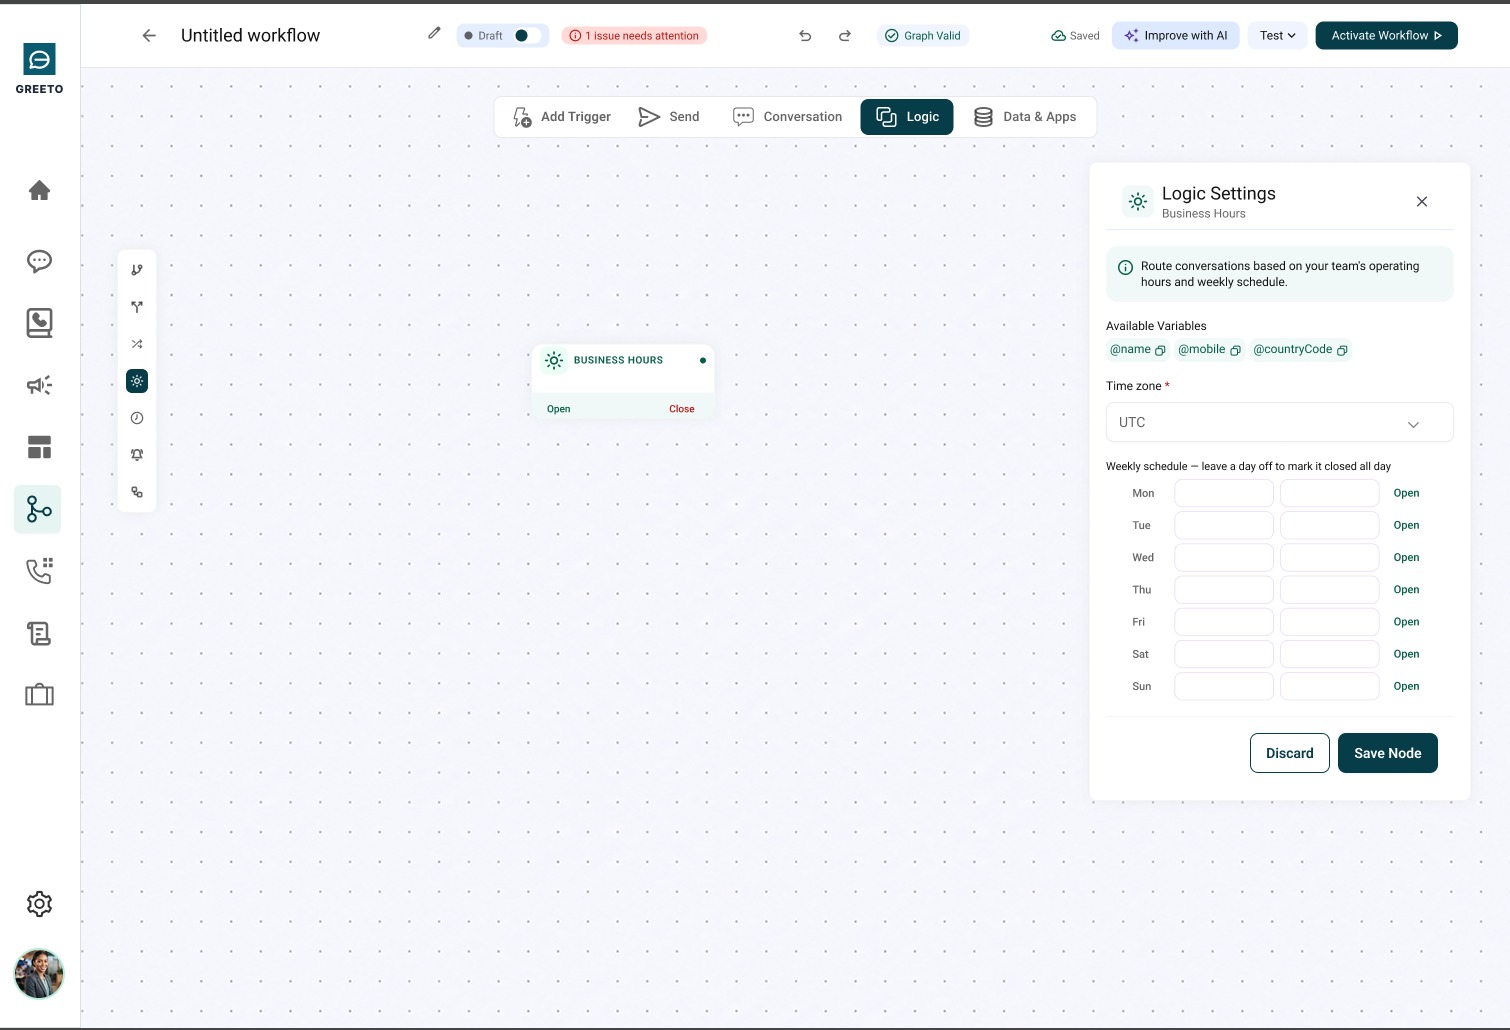 Untitled workflow
Draft
1 issue needs attention
Graph Valid
Saved
Improve with AI
Test
Activate Workflow
GREETO
Add Trigger
Send
Conversation
Logic
Data & Apps
Logic Settings
Business Hours
Route conversations based on your team's operating
hours and weekly schedule.
Available Variables
@name @mobile @countryCode
Time zone *
UTC
Weekly schedule — leave a day off to mark it closed all day
Mon Open
Tue Open
Wed Open
Thu Open
Fri Open
Sat Open
Sun Open
Discard
Save Node
BUSINESS HOURS
Open Close